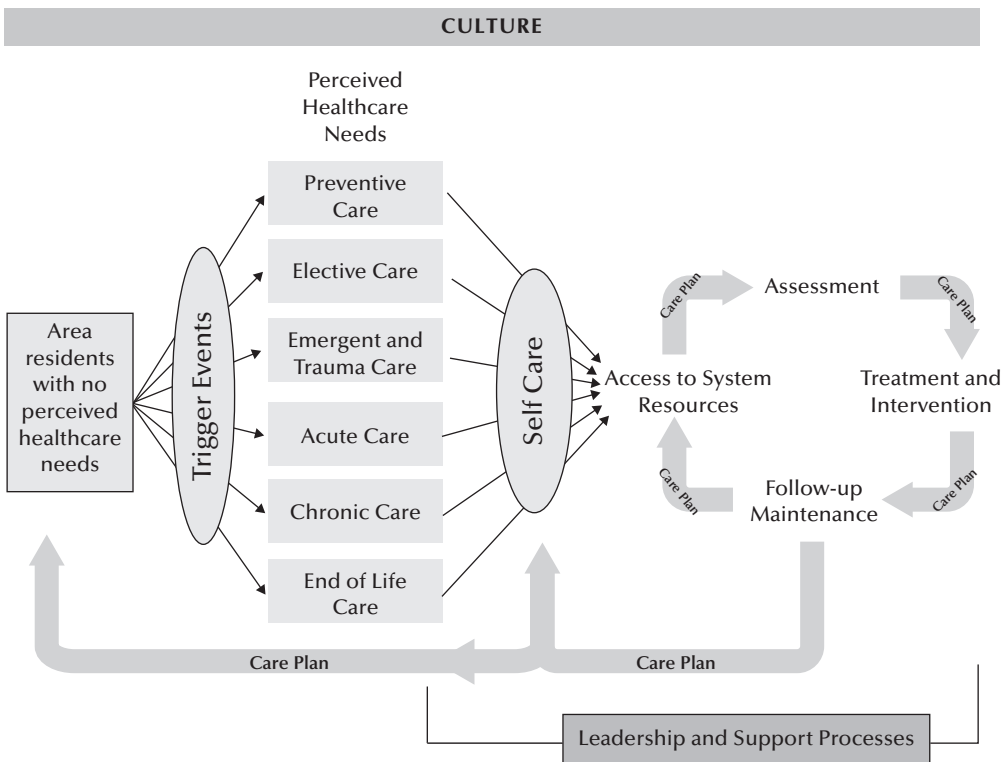 CULTURE
Perceived
Healthcare
Needs
Area
residents
with no
perceived
healthcare
needs
Trigger Events
Preventive
Care
Elective Care
Emergent and
Trauma Care
Acute Care
Chronic Care
End of Life
Care
Self Care
Access to System
Resources
Care Plan
Assessment
Care Plan
Treatment and
Intervention
Care Plan
Follow-up
Maintenance
Care Plan
Care Plan
Care Plan
Leadership and Support Processes